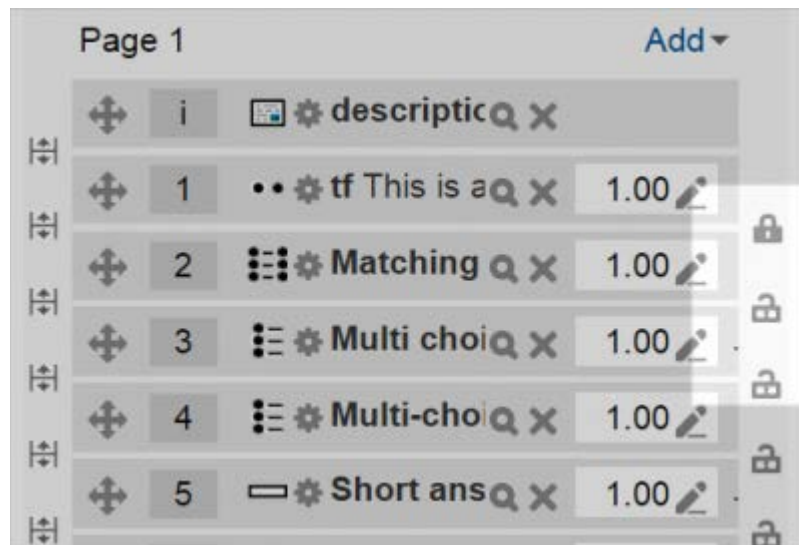 Page 1 Add
i descriptic
1 tf This is a 1.00
2 Matching 1.00
3 Multi choi 1.00
4 Multi-choi 1.00
5 Short ans 1.00